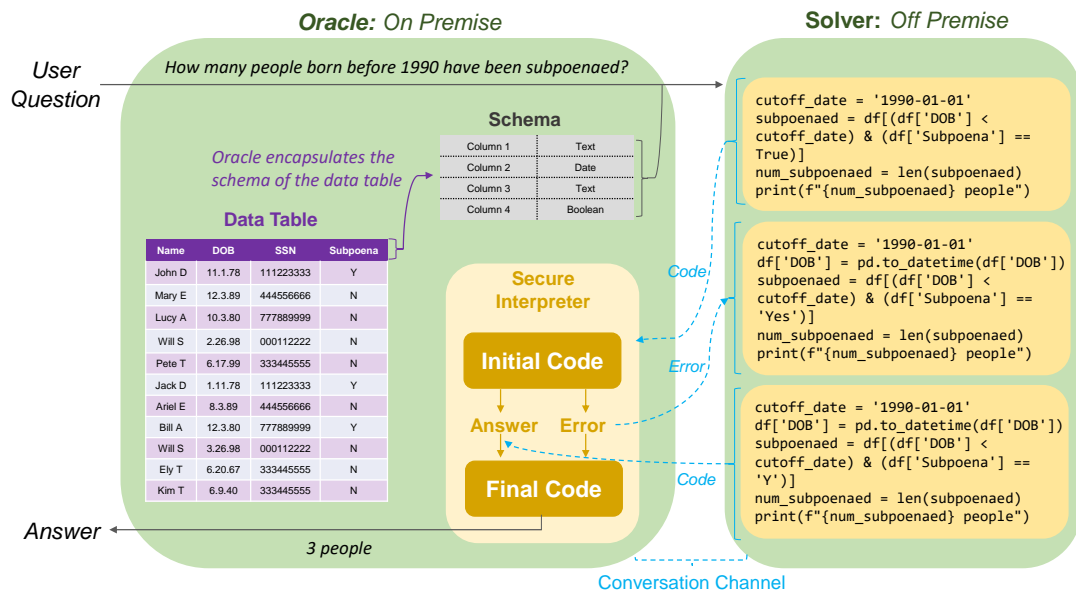 Oracle: On Premise
Solver: Off Premise
User
Question
How many people born before 1990 have been subpoenaed?
Schema
Column 1 Text
Column 2 Date
Column 3 Text
Column 4 Boolean
Oracle encapsulates the
schema of the data table
Data Table
Name DOB SSN Subpoena
John D 11.1.78 111223333 Y
Mary E 12.3.89 444556666 N
Lucy A 10.3.80 777889999 N
Will S 2.26.98 000112222 N
Pete T 6.17.99 333445555 N
Jack D 1.11.78 111223333 Y
Ariel E 8.3.89 444556666 N
Bill A 12.3.80 777889999 Y
Will S 3.26.98 000112222 N
Ely T 6.20.67 333445555 N
Kim T 6.9.40 333445555 N
Secure
Interpreter
Initial Code
Answer Error
Final Code
Answer
3 people
Code
Error
Code
cutoff_date = '1990-01-01'
subpoenaed = df[(df['DOB'] <
cutoff_date) & (df['Subpoena'] ==
True)]
num_subpoenaed = len(subpoenaed)
print(f"{num_subpoenaed} people")
cutoff_date = '1990-01-01'
df['DOB'] = pd.to_datetime(df['DOB'])
subpoenaed = df[(df['DOB'] <
cutoff_date) & (df['Subpoena'] ==
'Yes')]
num_subpoenaed = len(subpoenaed)
print(f"{num_subpoenaed} people")
cutoff_date = '1990-01-01'
df['DOB'] = pd.to_datetime(df['DOB'])
subpoenaed = df[(df['DOB'] <
cutoff_date) & (df['Subpoena'] ==
'Y')]
num_subpoenaed = len(subpoenaed)
print(f"{num_subpoenaed} people")
Conversation Channel